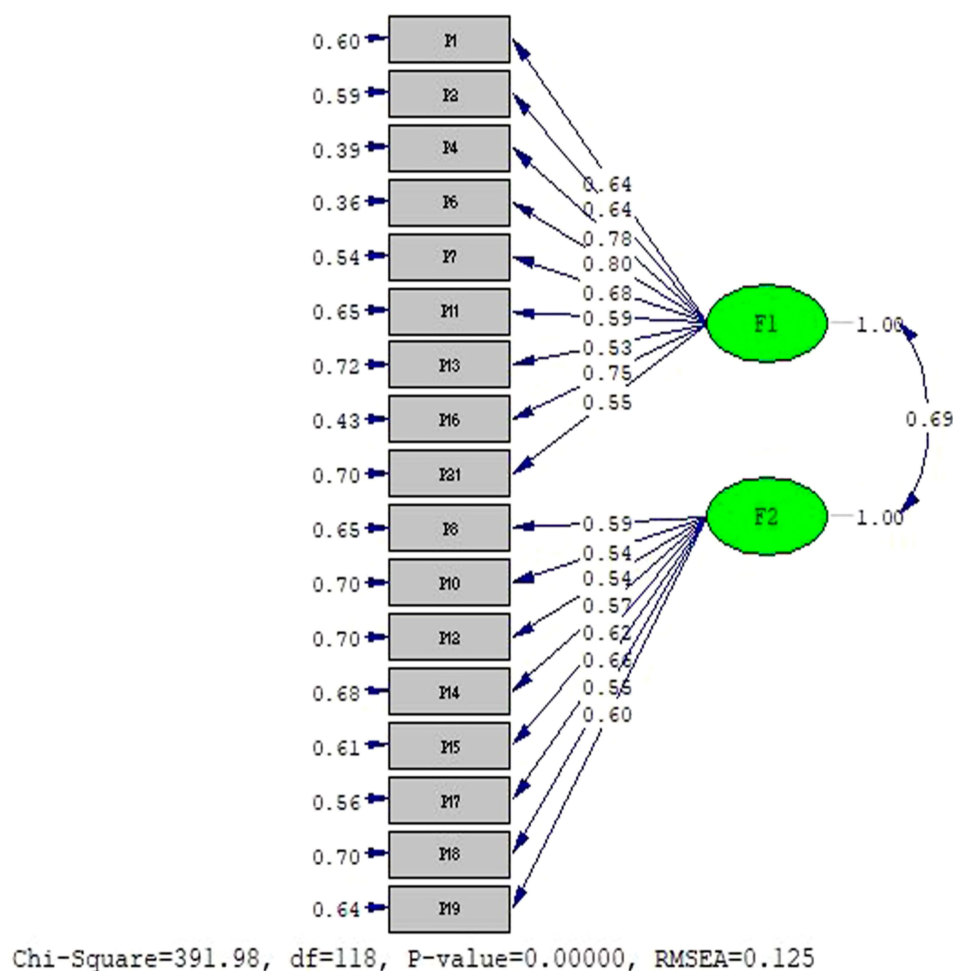 0.60 P1
0.59 P2
0.39 P4
0.64
0.36 P6
0.64
0.78
0.54 P7
0.80
0.68
0.65 P11
0.59
F1 1.00
0.53
0.72 P13
0.75
0.55
0.43 P16
0.69
0.70 P21
0.65 P8
0.59
F2 1.00
0.54
0.70 P10
0.54
0.57
0.70 P12
0.62
0.66
0.68 P14
0.55
0.60
0.61 P15
0.56 P17
0.70 P18
0.64 P19
Chi-Square=391.98, df=118, P-value=0.00000, RMSEA=0.125